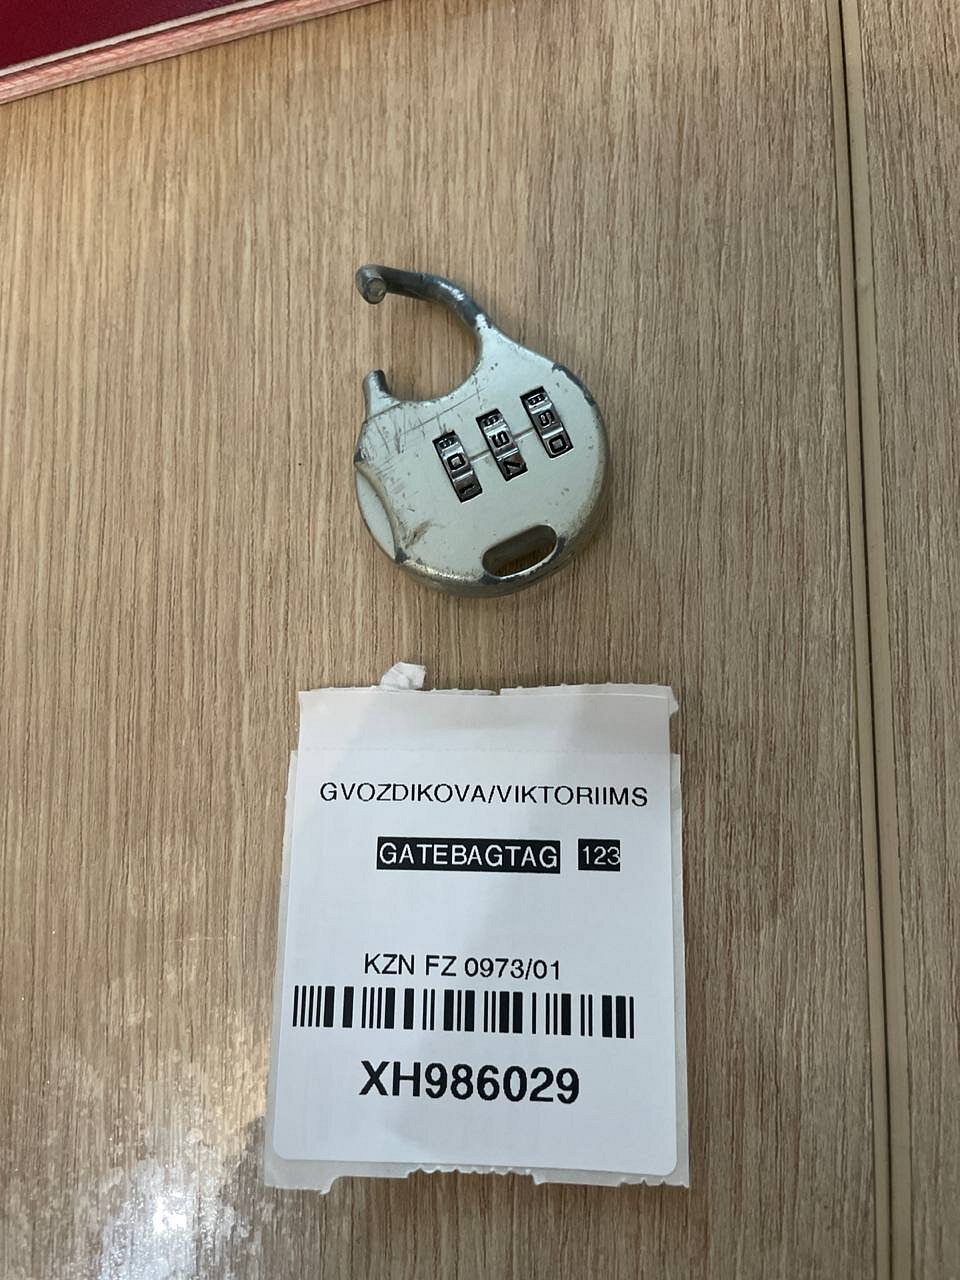 GVOZDIKOVA/VIKTORIIMS
GATEBAGTAG 123
KZN FZ 0973/01
XH986029